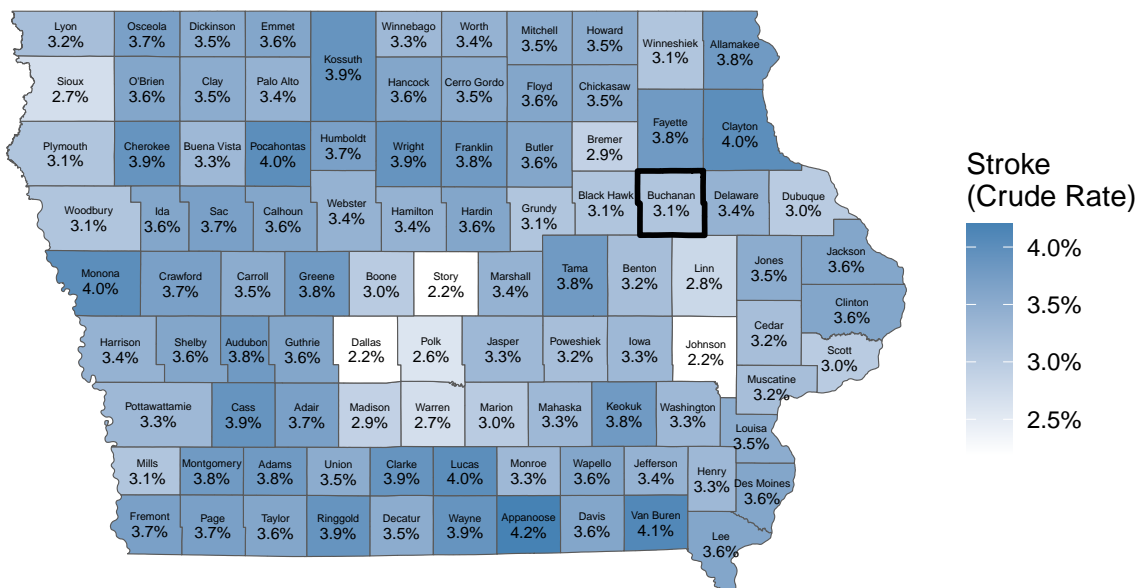 Lyon
3.2%
Osceola
3.7%
Dickinson
3.5%
Emmet
3.6%
Kossuth
3.9%
Winnebago
3.3%
Worth
3.4%
Mitchell
3.5%
Howard
3.5%
Winneshiek
3.1%
Allamakee
3.8%
Sioux
2.7%
O'Brien
3.6%
Clay
3.5%
Palo Alto
3.4%
Hancock
3.6%
Cerro Gordo
3.5%
Floyd
3.6%
Chickasaw
3.5%
Plymouth
3.1%
Cherokee
3.9%
Buena Vista
3.3%
Pocahontas
4.0%
Humboldt
3.7%
Wright
3.9%
Franklin
3.8%
Butler
3.6%
Bremer
2.9%
Fayette
3.8%
Clayton
4.0%
Woodbury
3.1%
Ida
3.6%
Sac
3.7%
Calhoun
3.6%
Webster
3.4%
Hamilton
3.4%
Hardin
3.6%
Grundy
3.1%
Black Hawk
3.1%
Buchanan
3.1%
Delaware
3.4%
Dubuque
3.0%
Monona
4.0%
Crawford
3.7%
Carroll
3.5%
Greene
3.8%
Boone
3.0%
Story
2.2%
Marshall
3.4%
Tama
3.8%
Benton
3.2%
Linn
2.8%
Jones
3.5%
Jackson
3.6%
Clinton
3.6%
Harrison
3.4%
Shelby
3.6%
Audubon
3.8%
Guthrie
3.6%
Dallas
2.2%
Polk
2.6%
Jasper
3.3%
Poweshiek
3.2%
Iowa
3.3%
Johnson
2.2%
Cedar
3.2%
Scott
3.0%
Muscatine
3.2%
Pottawattamie
3.3%
Cass
3.9%
Adair
3.7%
Madison
2.9%
Warren
2.7%
Marion
3.0%
Mahaska
3.3%
Keokuk
3.8%
Washington
3.3%
Louisa
3.5%
Mills
3.1%
Montgomery
3.8%
Adams
3.8%
Union
3.5%
Clarke
3.9%
Lucas
4.0%
Monroe
3.3%
Wapello
3.6%
Jefferson
3.4%
Henry
3.3%
Des Moines
3.6%
Fremont
3.7%
Page
3.7%
Taylor
3.6%
Ringgold
3.9%
Decatur
3.5%
Wayne
3.9%
Appanoose
4.2%
Davis
3.6%
Van Buren
4.1%
Lee
3.6%
Stroke
(Crude Rate)
4.0%
3.5%
3.0%
2.5%